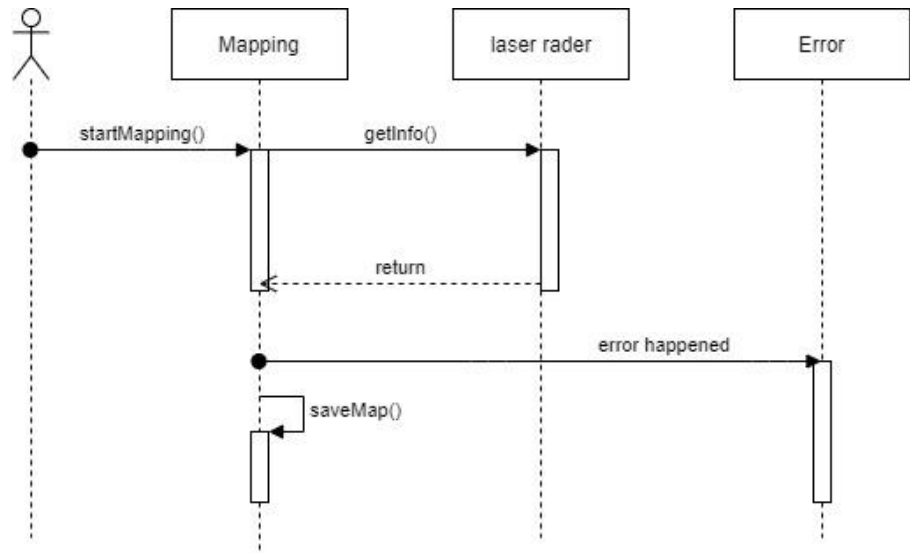 Mapping
laser rader
Error
startMapping()
getInfo()
return
error happened
saveMap()